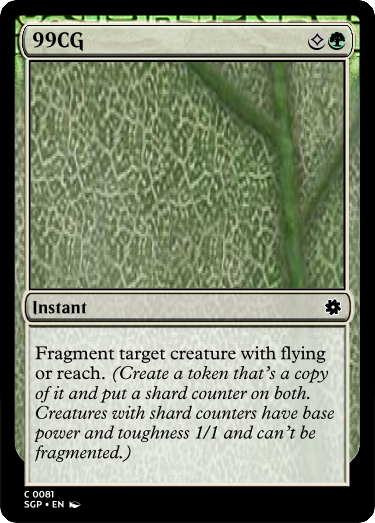 99CG
Instant
Fragment target creature with flying
or reach. (Create a token that's a copy
of it and put a shard counter on both.
Creatures with shard counters have base
power and toughness 1/1 and can't be
fragmented.)
C 0081
SGP • EN